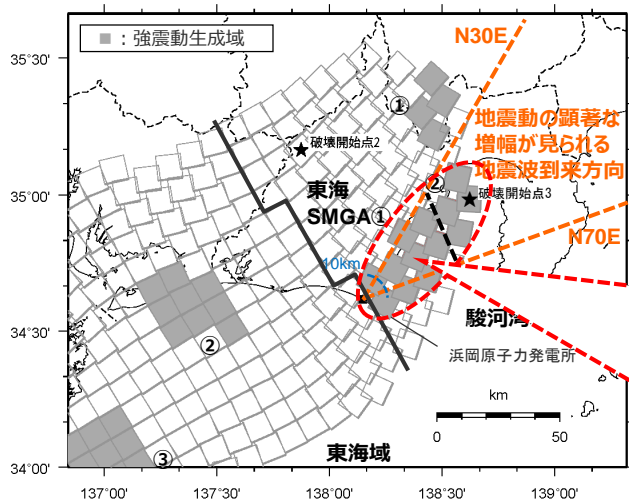 ■：強震動生成域
N30E
地震動の顕著な
増幅が見られる
地震波到来方向
①
破壊開始点2
②
破壊開始点3
東海
SMGA①
N70E
10km
駿河湾
浜岡原子力発電所
②
③
東海域
km
0 50
35°30'
35°00'
34°30'
34°00'
137°00' 137°30' 138°00' 138°30' 139°00'